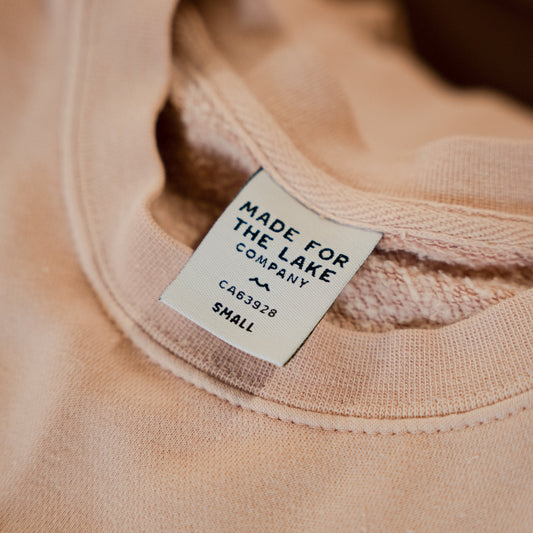 MADE FOR
THE LAKE
COMPANY
CA63928
SMALL